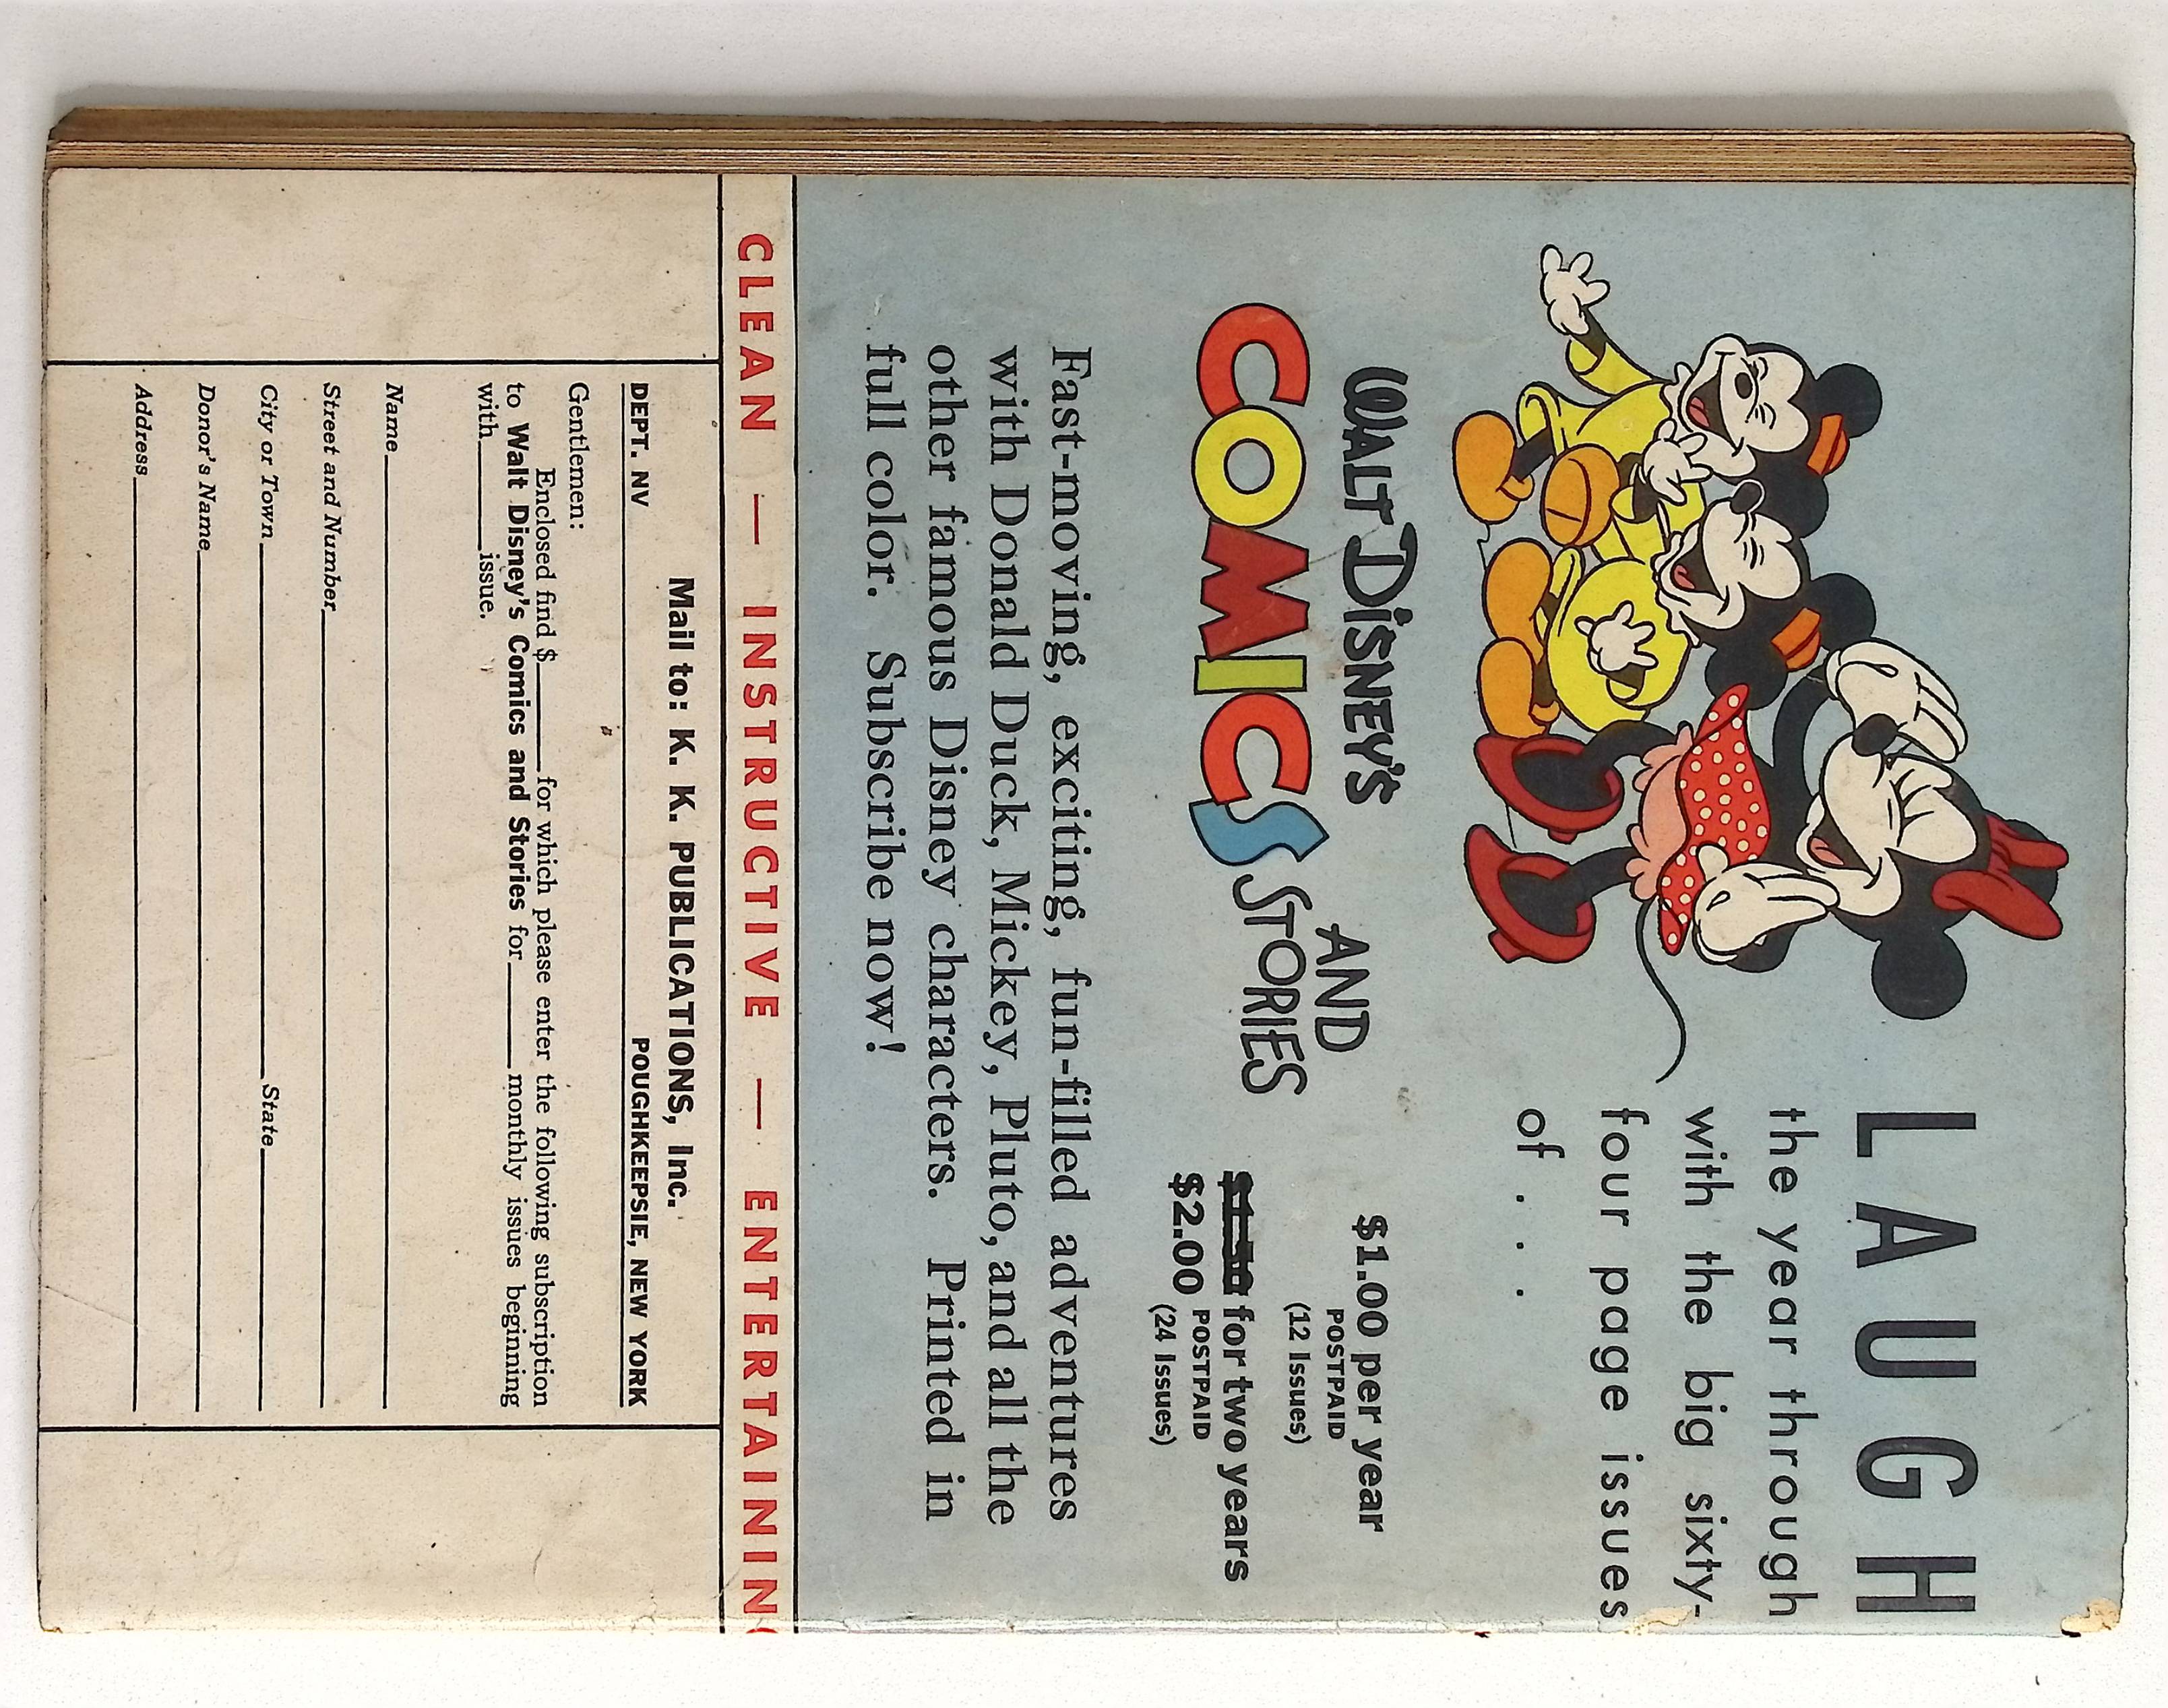 LAUGH
the year through
with the big sixty-
four page issues
of . . .
WALT DISNEY'S
COMICS
AND
STORIES
$1.00 per year
POSTPAID
(12 Issues)
for two years
$2.00 POSTPAID
(24 Issues)
Fast-moving, exciting, fun-filled adventures
with Donald Duck, Mickey, Pluto, and all the
other famous Disney characters. Printed in
full color. Subscribe now!
CLEAN — INSTRUCTIVE — ENTERTAINING
Mail to: K. K. PUBLICATIONS, Inc.
DEPT. NV POUGHKEEPSIE, NEW YORK
Gentlemen:
Enclosed find $ for which please enter the following subscription
to Walt Disney's Comics and Stories for monthly issues beginning
with issue.
Name
Street and Number
City or Town State
Donor's Name
Address